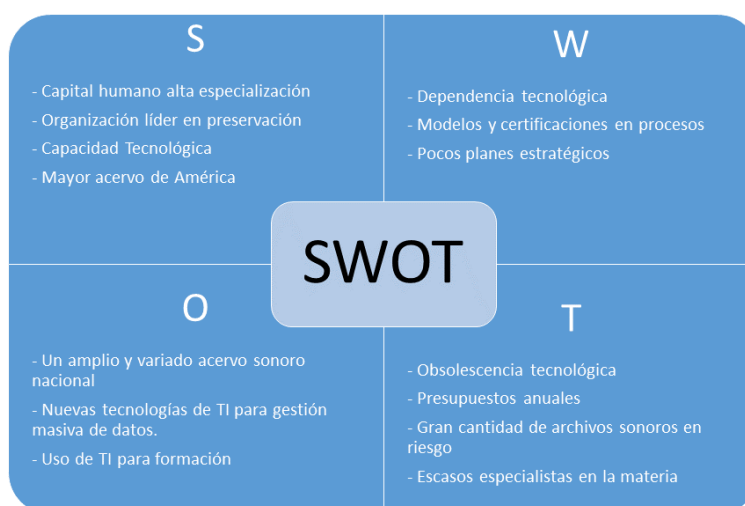 S
- Capital humano alta especialización
- Organización líder en preservación
- Capacidad Tecnológica
- Mayor acervo de América
W
- Dependencia tecnológica
- Modelos y certificaciones en procesos
- Pocos planes estratégicos
SWOT
O
- Un amplio y variado acervo sonoro
nacional
- Nuevas tecnologías de TI para gestión
masiva de datos.
- Uso de TI para formación
T
- Obsolescencia tecnológica
- Presupuestos anuales
- Gran cantidad de archivos sonoros en
riesgo
- Escasos especialistas en la materia